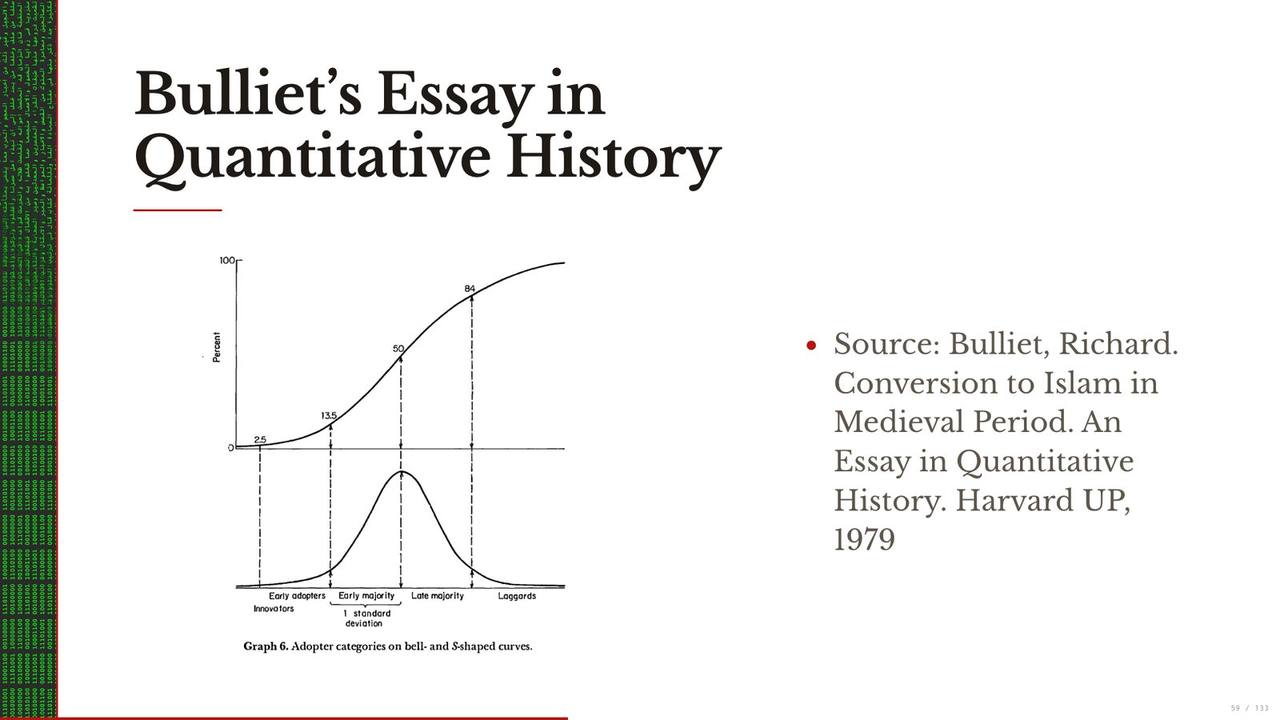 Bulliet’s Essay in
Quantitative History
100
Percent
84
50
13.5
2.5
0
Early adopters
Early majority
Late majority
Laggards
Innovators
1 standard
deviation
Graph 6. Adopter categories on bell- and S-shaped curves.
Source: Bulliet, Richard.
Conversion to Islam in
Medieval Period. An
Essay in Quantitative
History. Harvard UP,
1979
59 / 133